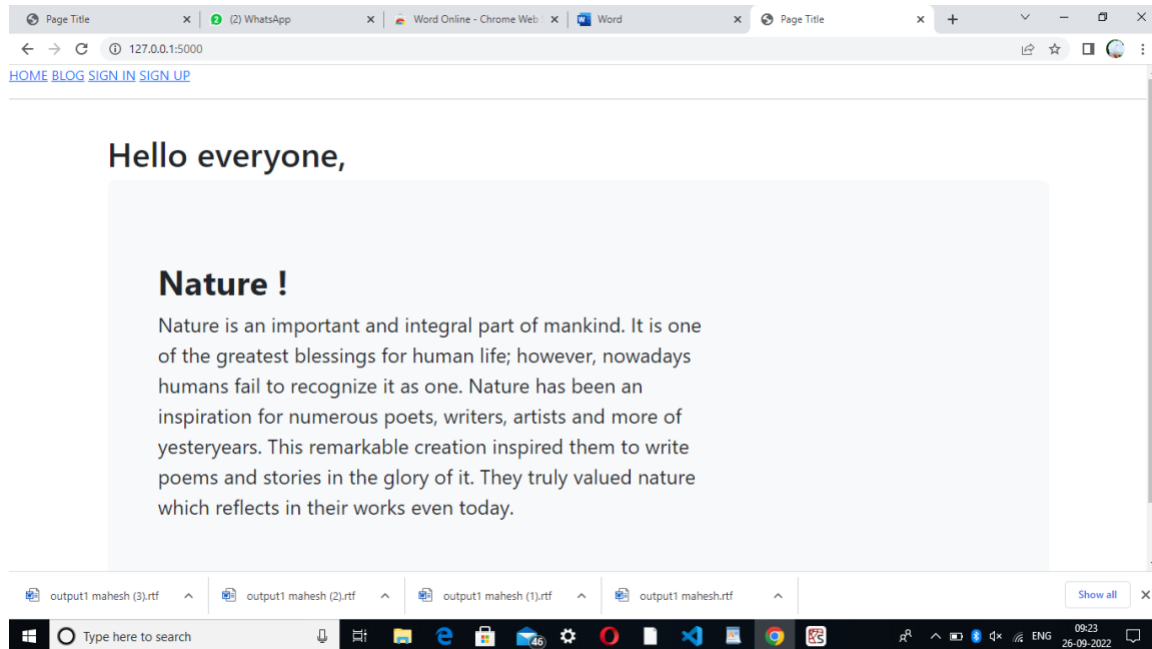 Page Title
2 (2) WhatsApp
Word Online - Chrome Web
Word
Page Title
127.0.0.1:5000
HOME BLOG SIGN IN SIGN UP
Hello everyone,
Nature !
Nature is an important and integral part of mankind. It is one
of the greatest blessings for human life; however, nowadays
humans fail to recognize it as one. Nature has been an
inspiration for numerous poets, writers, artists and more of
yesteryears. This remarkable creation inspired them to write
poems and stories in the glory of it. They truly valued nature
which reflects in their works even today.
output1 mahesh (3).rtf
output1 mahesh (2).rtf
output1 mahesh (1).rtf
output1 mahesh.rtf
Show all
Type here to search
46
ENG
09:23
26-09-2022